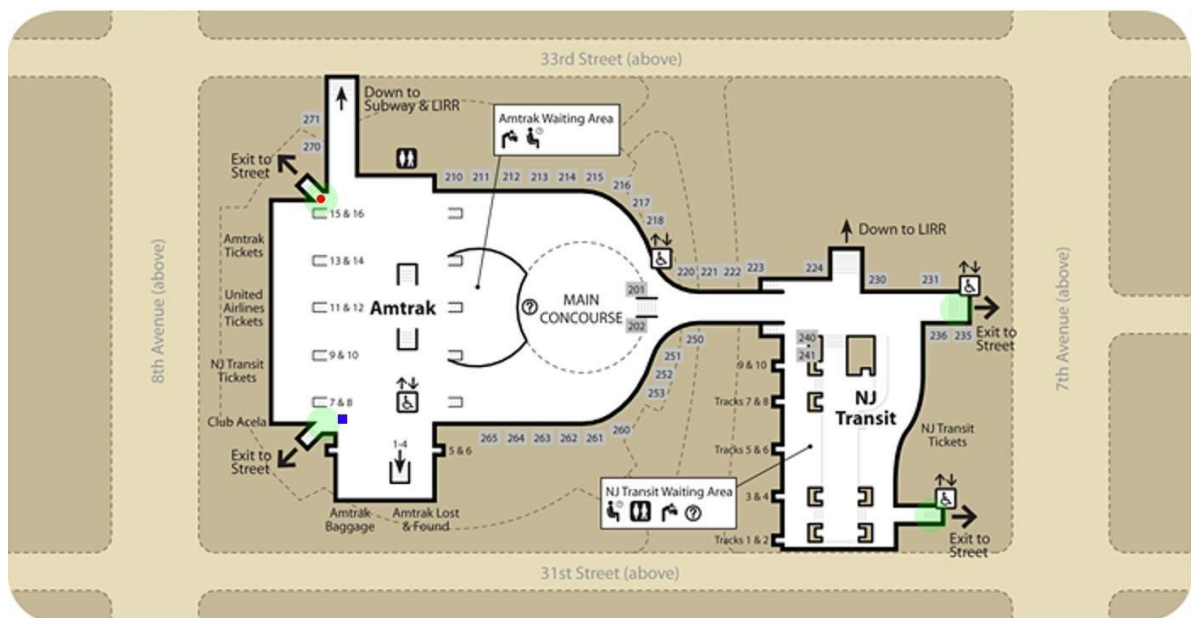 33rd Street (above)
Down to
Subway & LIRR
271
270
Exit to
Street
Amtrak Waiting Area
210 211 212 213 214 215
216
217
218
15 & 16
Amtrak
Tickets
13 & 14
United
Airlines
Tickets
11 & 12
Amtrak
MAIN
CONCOURSE
201
202
220 221 222 223
224
Down to LIRR
230
231
236 235
Exit to
Street
8th Avenue (above)
7th Avenue (above)
NJ Transit
Tickets
9 & 10
250
251
252
253
240
241
9 & 10
7 & 8
Club Acela
Tracks 7 & 8
NJ
Transit
NJ Transit
Tickets
Exit to
Street
1-4
5 & 6
265 264 263 262 261 260
Tracks 5 & 6
NJ Transit Waiting Area
3 & 4
Amtrak
Baggage
Amtrak Lost
& Found
Tracks 1 & 2
Exit to
Street
31st Street (above)